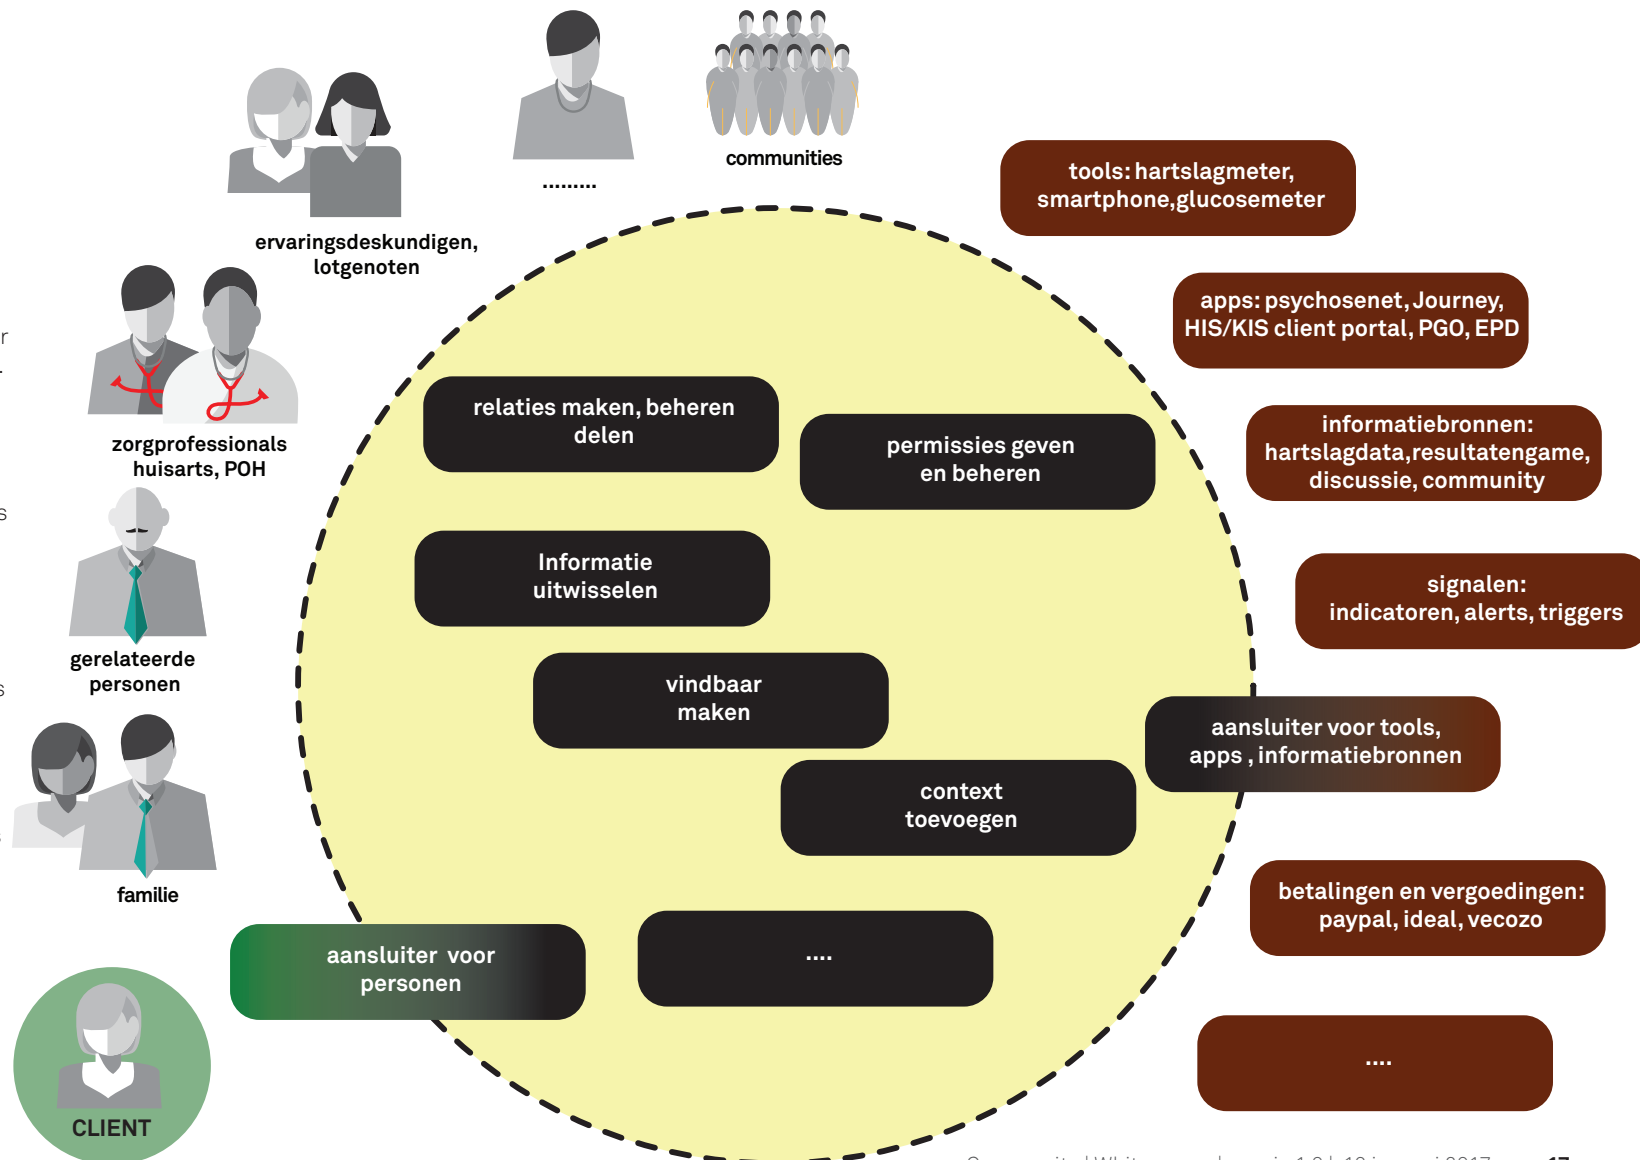 communities
.........
ervaringsdeskundigen,
lotgenoten
zorgprofessionals
huisarts, POH
gerelateerde
personen
familie
CLIENT
aansluiter voor
personen
relaties maken, beheren
delen
permissies geven
en beheren
Informatie
uitwisselen
vindbaar
maken
context
toevoegen
....
tools: hartslagmeter,
smartphone,glucosemeter
apps: psychosenet, Journey,
HIS/KIS client portal, PGO, EPD
informatiebronnen:
hartslagdata,resultatengame,
discussie, community
signalen:
indicatoren, alerts, triggers
aansluiter voor tools,
apps , informatiebronnen
betalingen en vergoedingen:
paypal, ideal, vecozo
....
17